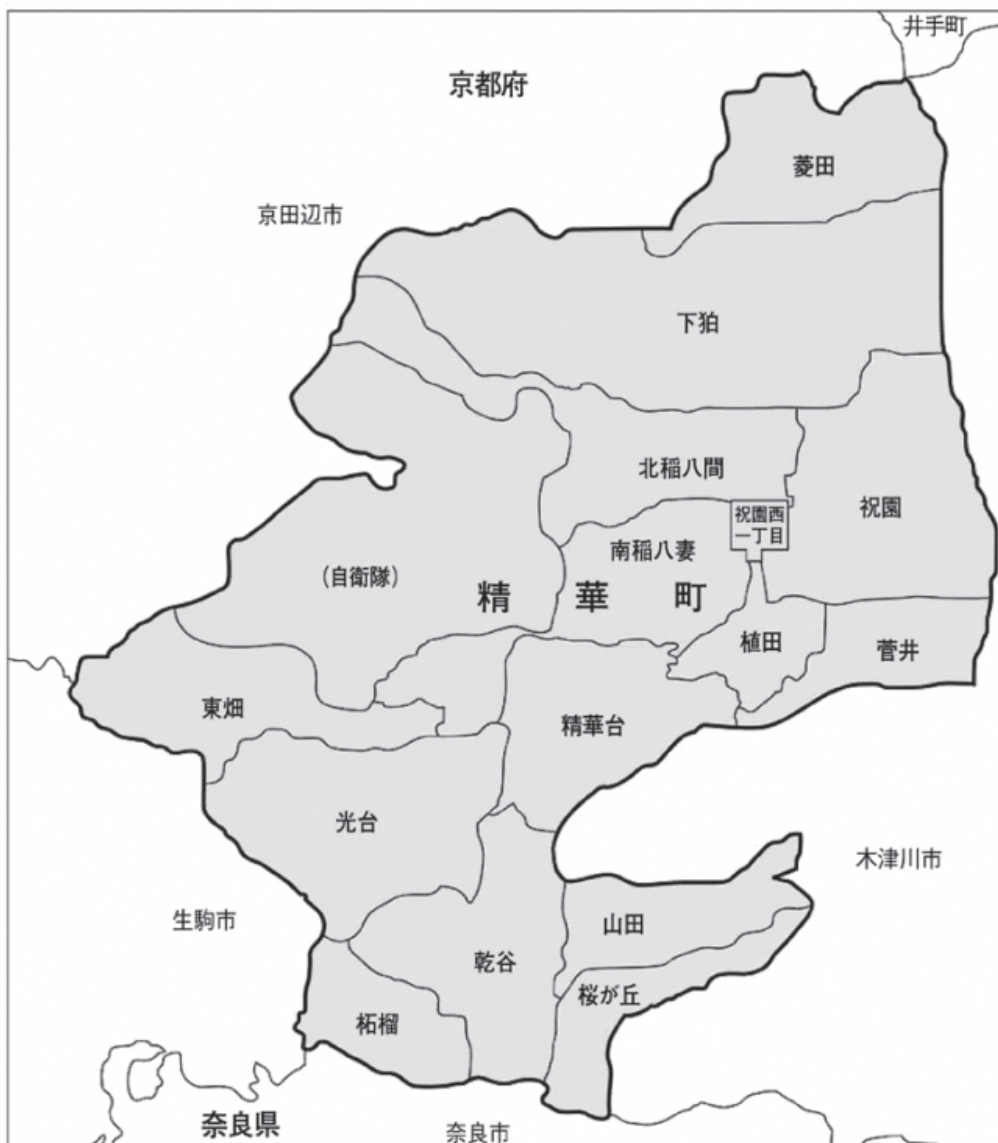 井手町
京都府
菱田
京田辺市
下狛
北稲八間
祝園
祝園西
一丁目
南稲八妻
(自衛隊)
精華町
植田
菅井
東畑
精華台
光台
木津川市
生駒市
山田
乾谷
桜が丘
柘榴
奈良県
奈良市